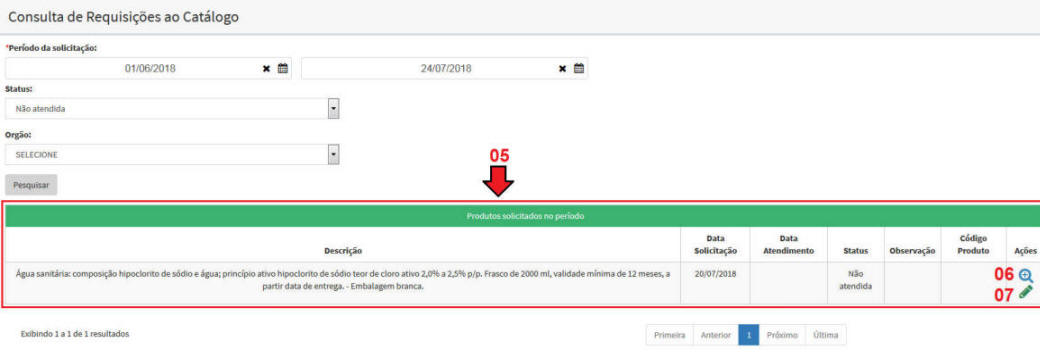 Consulta de Requisições ao Catálogo
*Período da solicitação:
01/06/2018
24/07/2018
Status:
Não atendida
Orgão:
SELECIONE
05
Pesquisar
Produtos solicitados no período
Descrição
Data Solicitação
Data Atendimento
Status
Observação
Código Produto
Ações
Água sanitária: composição hipoclorito de sódio e água; princípio ativo hipoclorito de sódio teor de cloro ativo 2,0% a 2,5% p/p. Frasco de 2000 ml, validade mínima de 12 meses, a
partir data de entrega. - Embalagem branca.
20/07/2018
Não
atendida
06
07
Exibindo 1 a 1 de 1 resultados
Primeira Anterior 1 Próximo Última